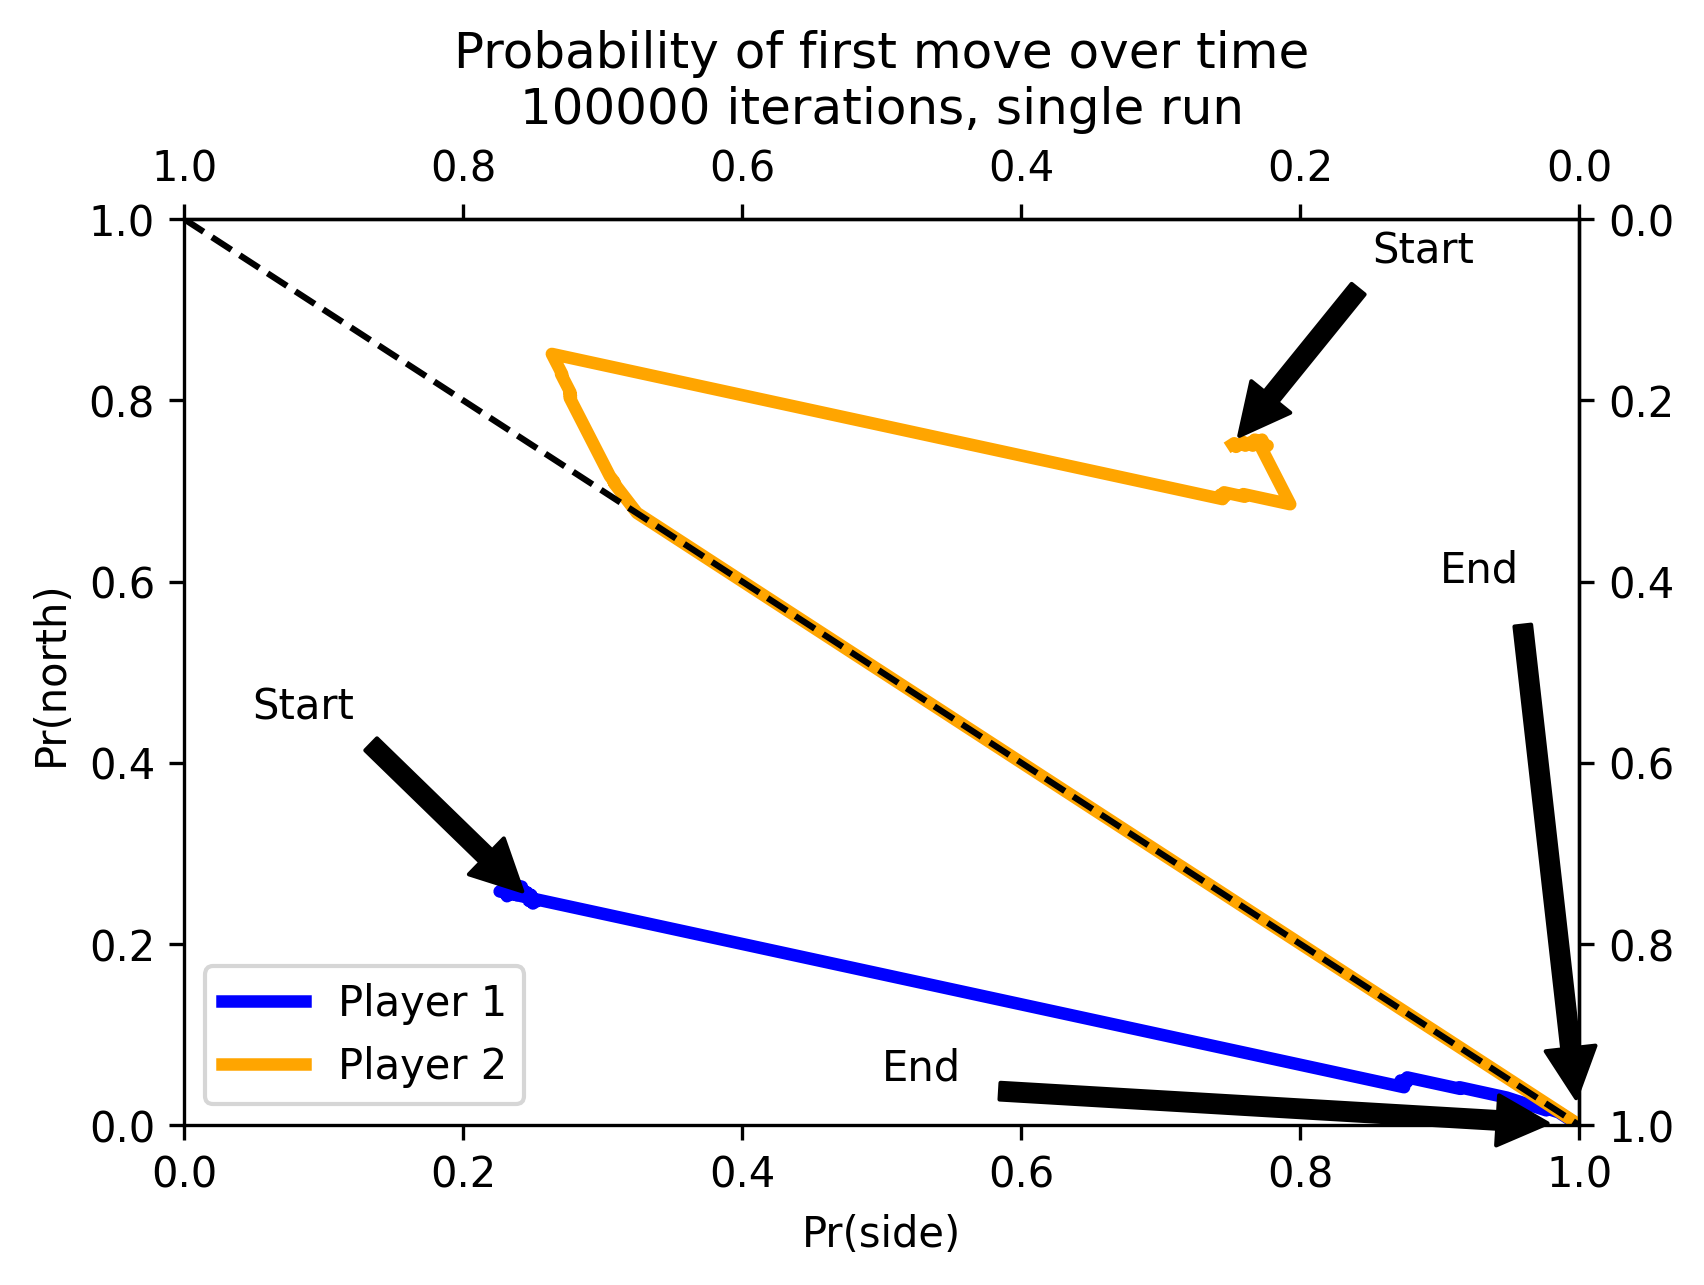 Probability of first move over time
100000 iterations, single run
1.0 0.8 0.6 0.4 0.2 0.0
1.0 0.0
Start
0.8 0.2
End
0.6 0.4
Pr(north)
Start
0.4 0.6
0.2 0.8
Player 1
Player 2
End
0.0 1.0
0.0 0.2 0.4 0.6 0.8 1.0
Pr(side)